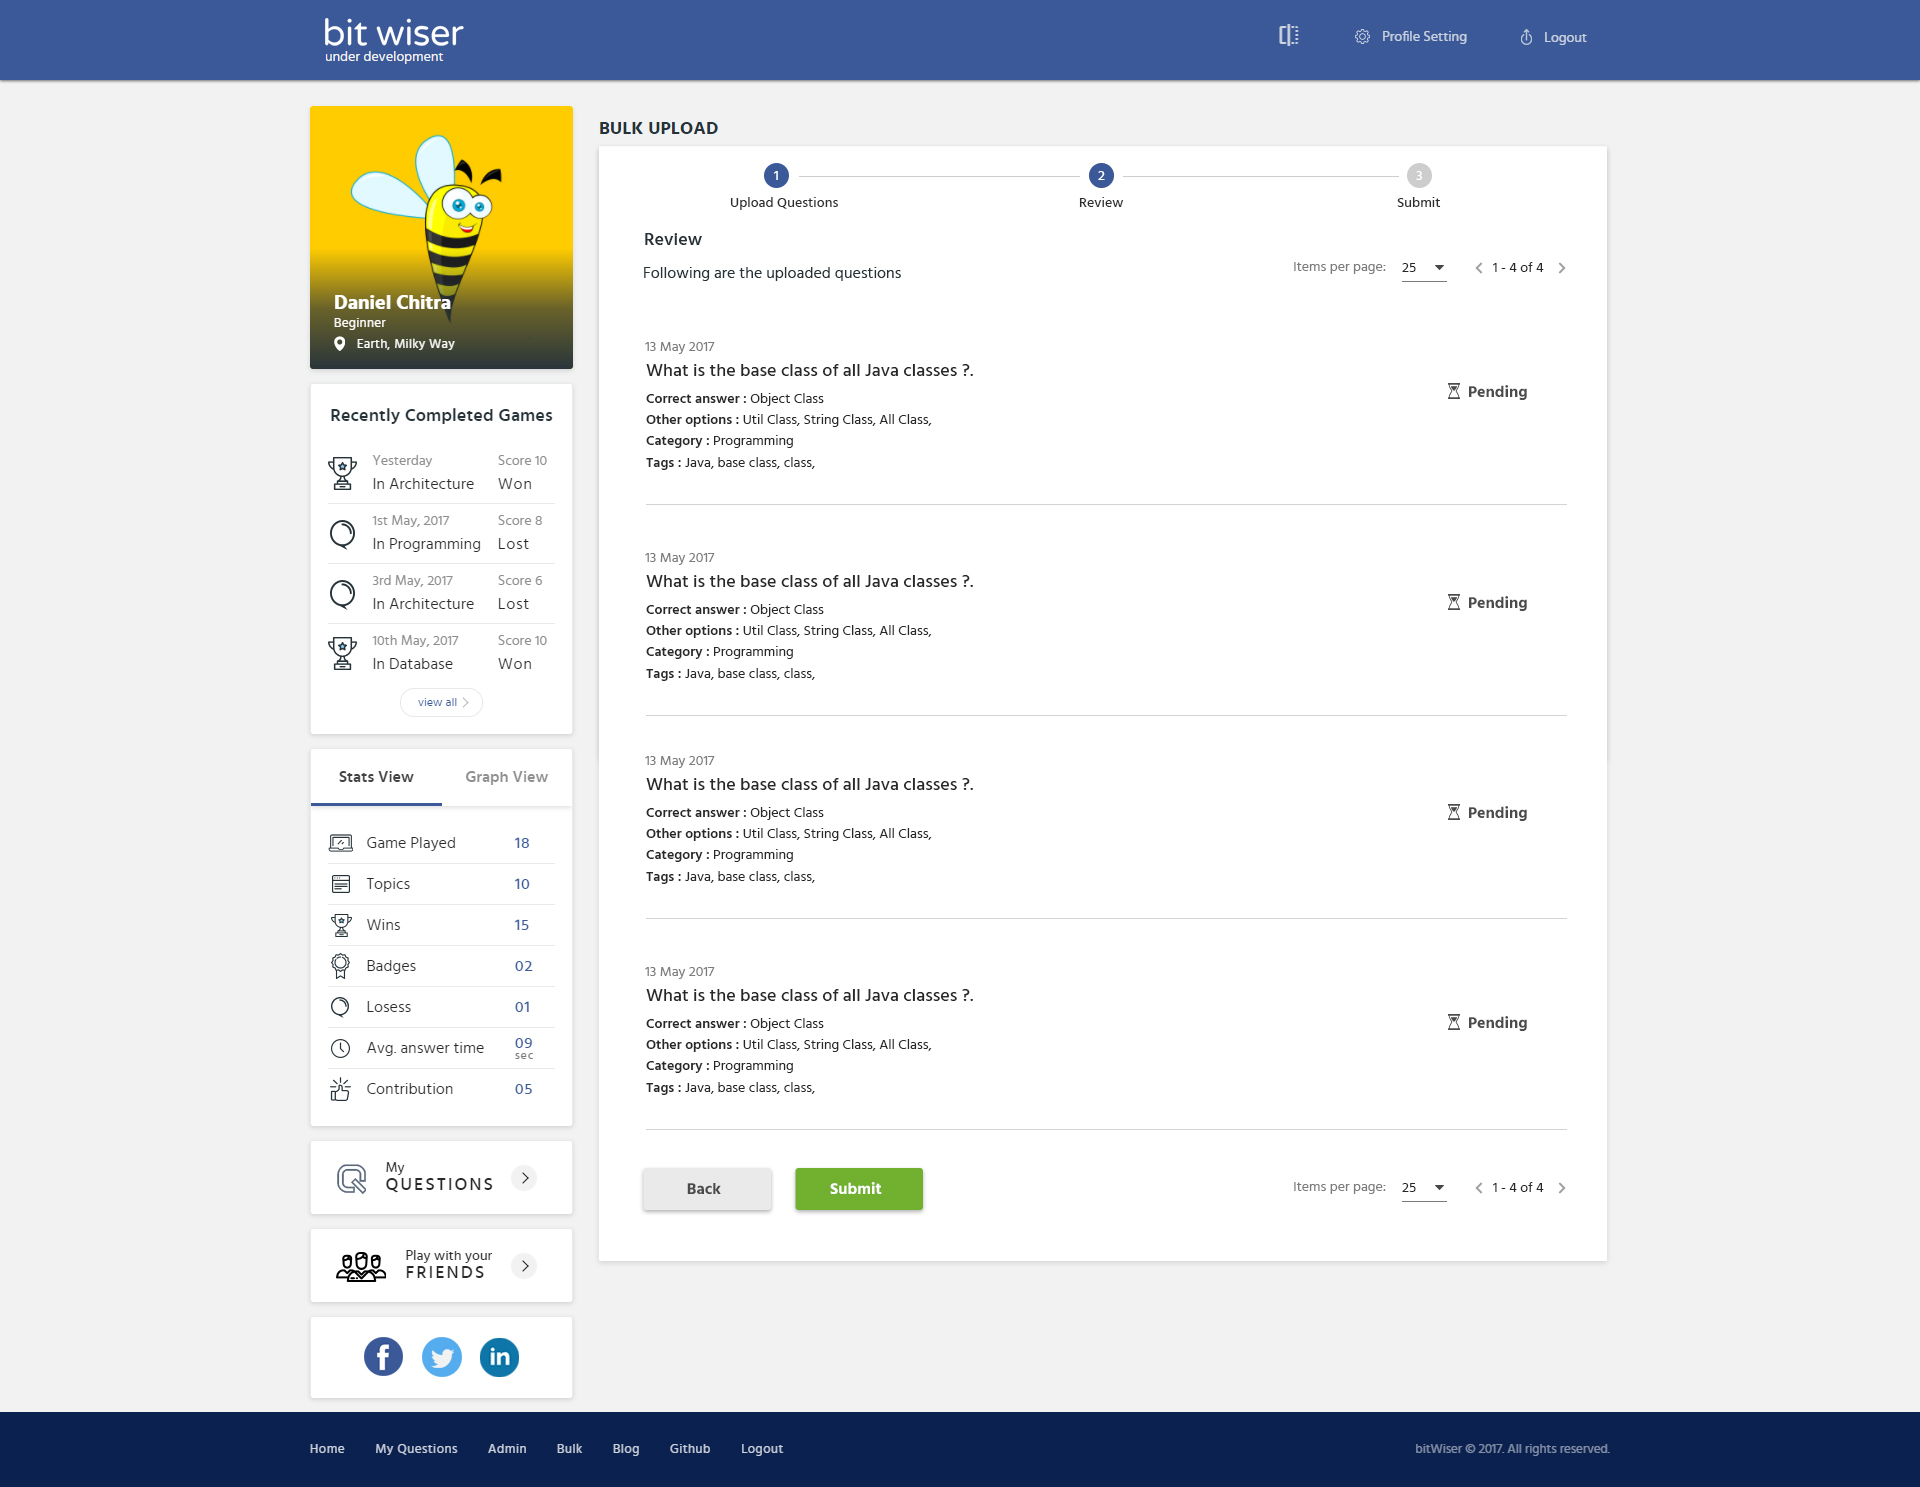 bit wiser
under development
Profile Setting
Logout
Daniel Chitra
Beginner
Earth, Milky Way
Recently Completed Games
Yesterday Score 10
In Architecture Won
1st May, 2017 Score 8
In Programming Lost
3rd May, 2017 Score 6
In Architecture Lost
10th May, 2017 Score 10
In Database Won
view all
Stats View Graph View
Game Played 18
Topics 10
Wins 15
Badges 02
Losess 01
Avg. answer time 09
sec
Contribution 05
My
QUESTIONS
Play with your
FRIENDS
f
in
BULK UPLOAD
1 2 3
Upload Questions Review Submit
Review
Following are the uploaded questions
Items per page: 25 1 - 4 of 4
13 May 2017
What is the base class of all Java classes ?.
Correct answer : Object Class
Other options : Util Class, String Class, All Class,
Category : Programming
Tags : Java, base class, class,
Pending
13 May 2017
What is the base class of all Java classes ?.
Correct answer : Object Class
Other options : Util Class, String Class, All Class,
Category : Programming
Tags : Java, base class, class,
Pending
13 May 2017
What is the base class of all Java classes ?.
Correct answer : Object Class
Other options : Util Class, String Class, All Class,
Category : Programming
Tags : Java, base class, class,
Pending
13 May 2017
What is the base class of all Java classes ?.
Correct answer : Object Class
Other options : Util Class, String Class, All Class,
Category : Programming
Tags : Java, base class, class,
Pending
Back Submit
Items per page: 25 1 - 4 of 4
Home My Questions Admin Bulk Blog Github Logout
bitWiser © 2017. All rights reserved.